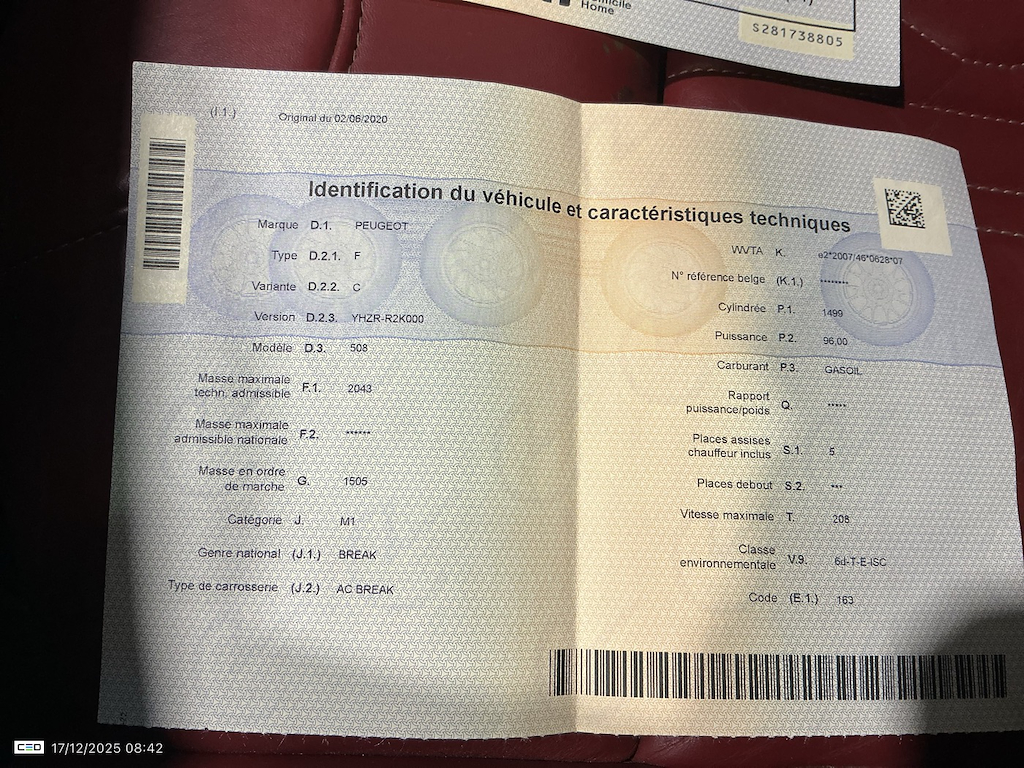 Home
S281738805
(I.1.) Original du 02/06/2020
Identification du véhicule et caractéristiques techniques
Marque D.1. PEUGEOT
Type D.2.1. F
Variante D.2.2. C
Version D.2.3. YHZR-R2K000
Modèle D.3. 508
Masse maximale
techn. admissible F.1. 2043
Masse maximale
admissible nationale F.2. ******
Masse en ordre
de marche G. 1505
Catégorie J. M1
Genre national (J.1.) BREAK
Type de carrosserie (J.2.) AC BREAK
WVTA K. e2*2007/46*0628*07
N° référence belge (K.1.) ********
Cylindrée P.1. 1499
Puissance P.2. 96,00
Carburant P.3. GASOIL
Rapport
puissance/poids Q. *****
Places assises
chauffeur inclus S.1. 5
Places debout S.2. ***
Vitesse maximale T. 208
Classe
environnementale V.9. 6d-T-E-ISC
Code (E.1.) 163
CEO 17/12/2025 08:42